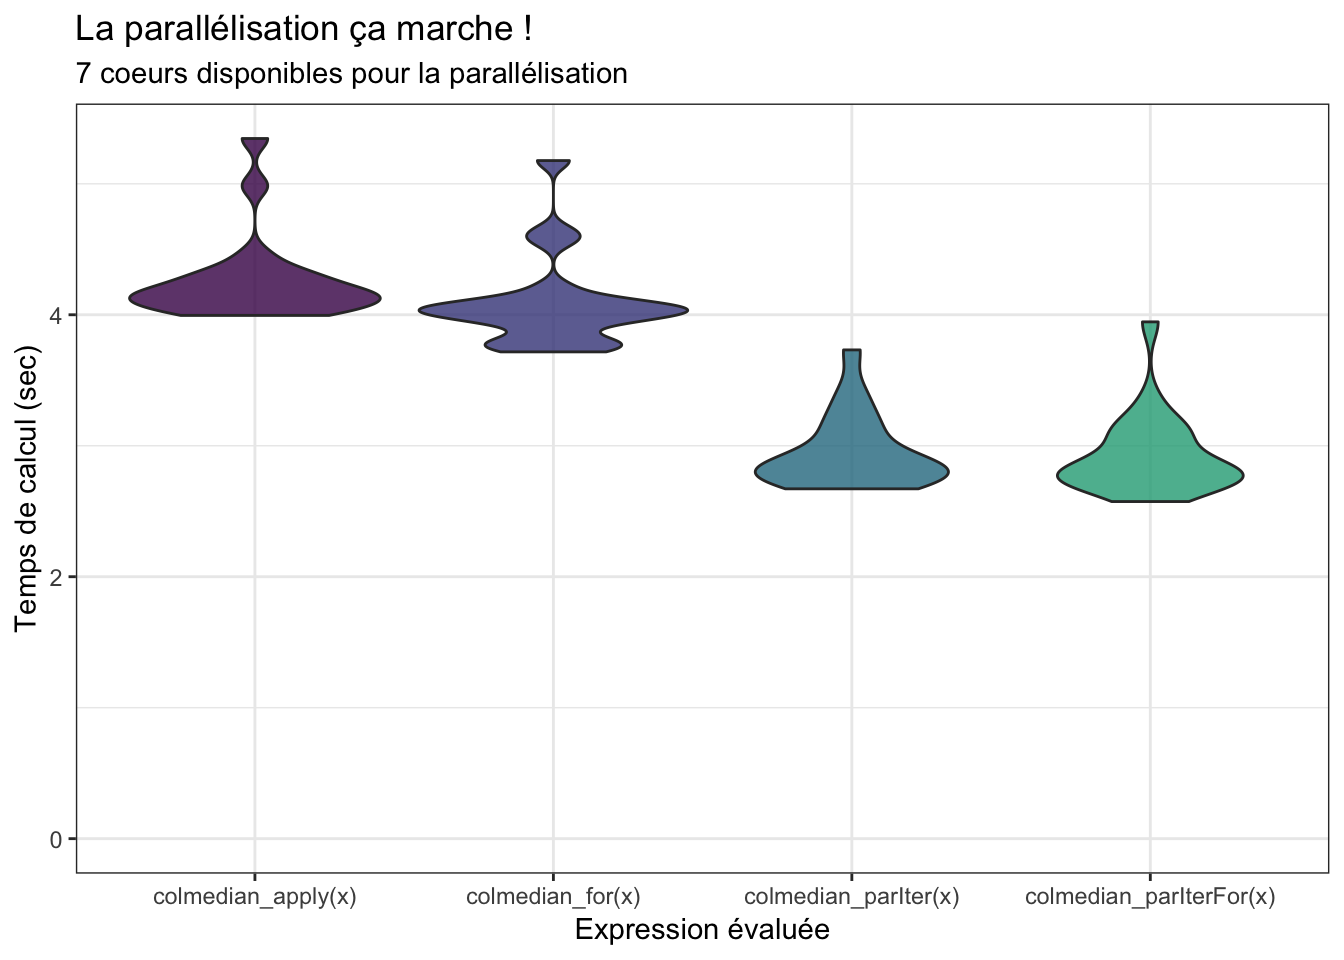 La parallélisation ça marche !
7 coeurs disponibles pour la parallélisation
Temps de calcul (sec)
4
2
0
colmedian_apply(x)
colmedian_for(x)
colmedian_parIter(x)
colmedian_parIterFor(x)
Expression évaluée